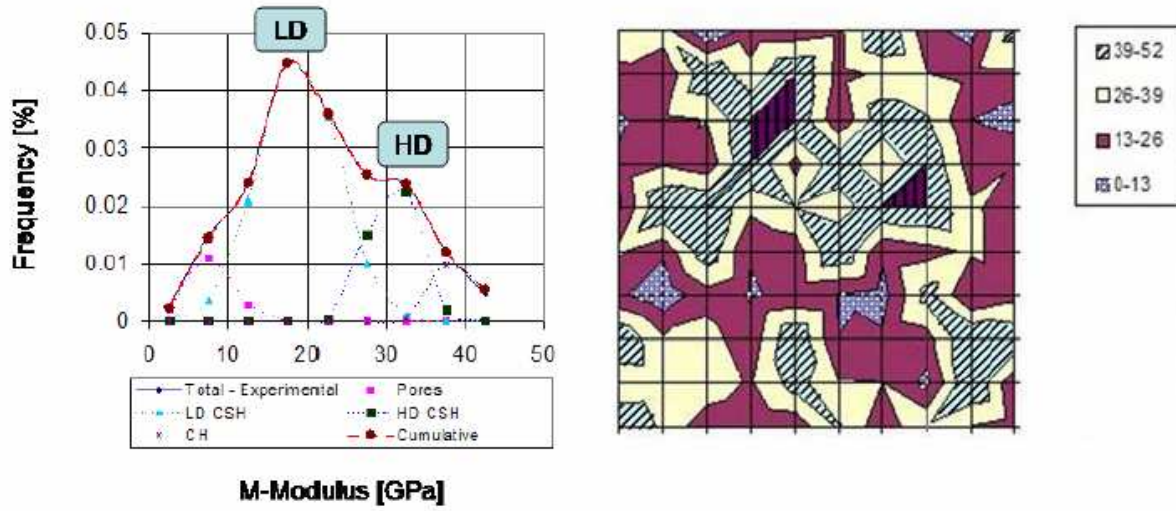 LD
HD
0.05
0.04
0.03
0.02
0.01
0
Frequency [%]
0 10 20 30 40 50
Total - Experimental Pores
LD CSH HD CSH
CH Cumulative
M-Modulus [GPa]
39-52
26-39
13-26
0-13